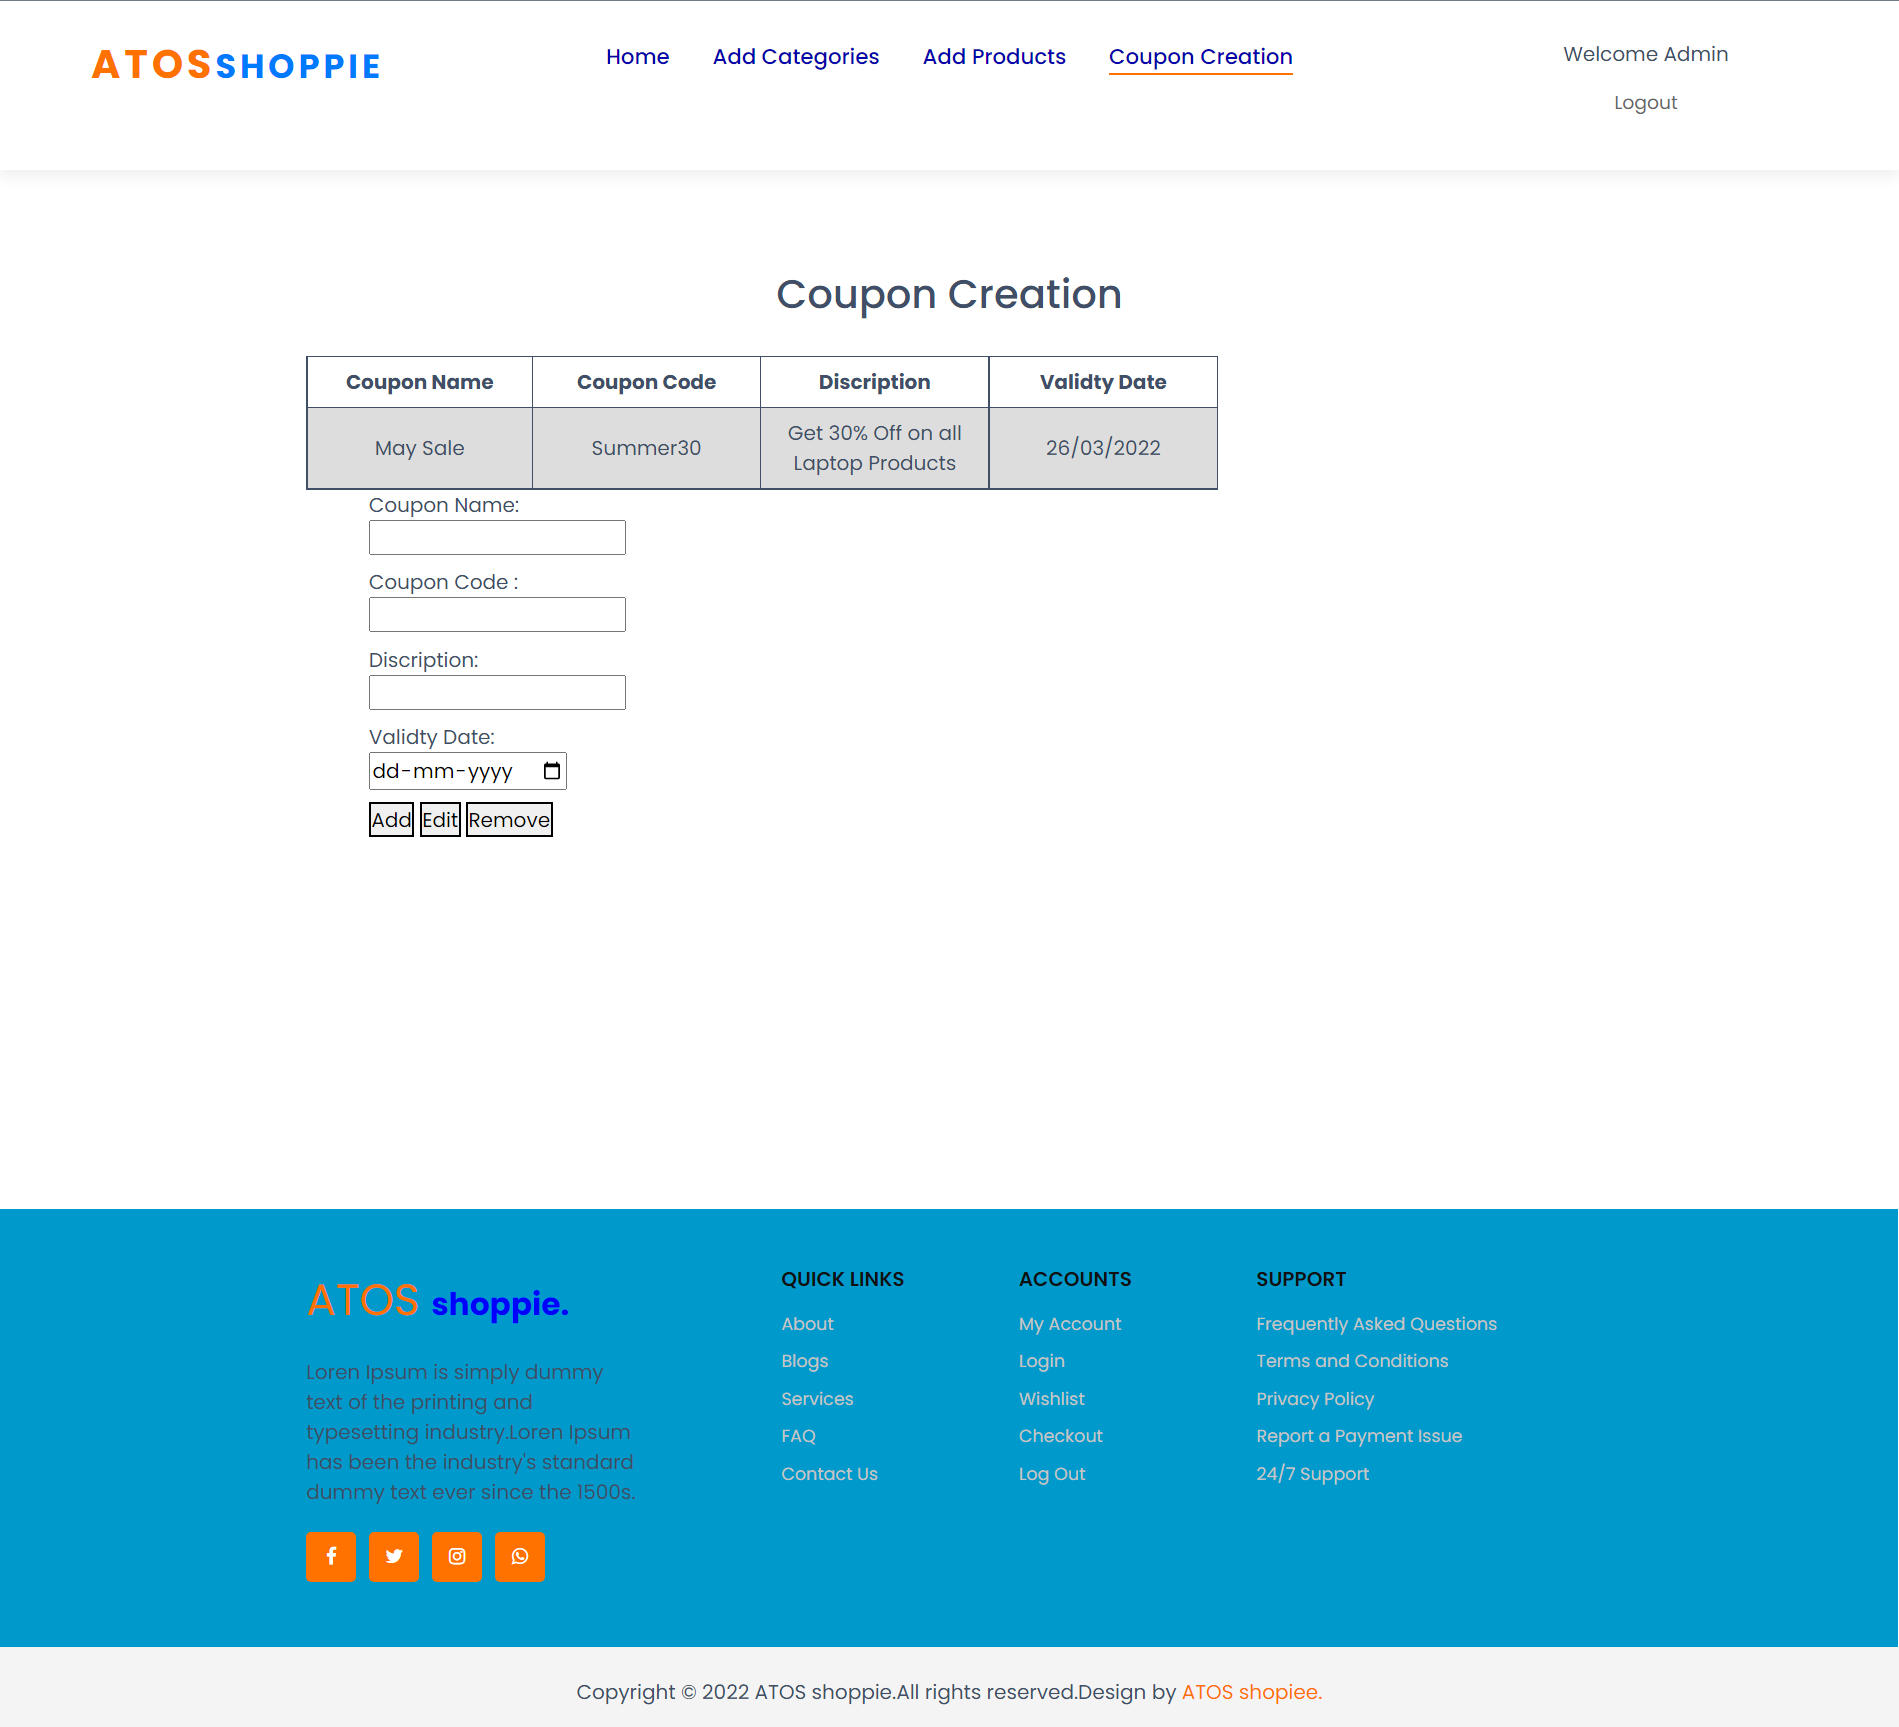 ATOSSHOPPIE
Home Add Categories Add Products Coupon Creation
Welcome Admin
Logout
Coupon Creation
Coupon Name Coupon Code Discription Validty Date
May Sale Summer30 Get 30% Off on all Laptop Products 26/03/2022
Coupon Name:
Coupon Code :
Discription:
Validty Date:
dd-mm-yyyy
Add Edit Remove
ATOS shoppie.
Loren Ipsum is simply dummy
text of the printing and
typesetting industry.Loren Ipsum
has been the industry's standard
dummy text ever since the 1500s.
QUICK LINKS
About
Blogs
Services
FAQ
Contact Us
ACCOUNTS
My Account
Login
Wishlist
Checkout
Log Out
SUPPORT
Frequently Asked Questions
Terms and Conditions
Privacy Policy
Report a Payment Issue
24/7 Support
Copyright © 2022 ATOS shoppie.All rights reserved.Design by ATOS shopiee.